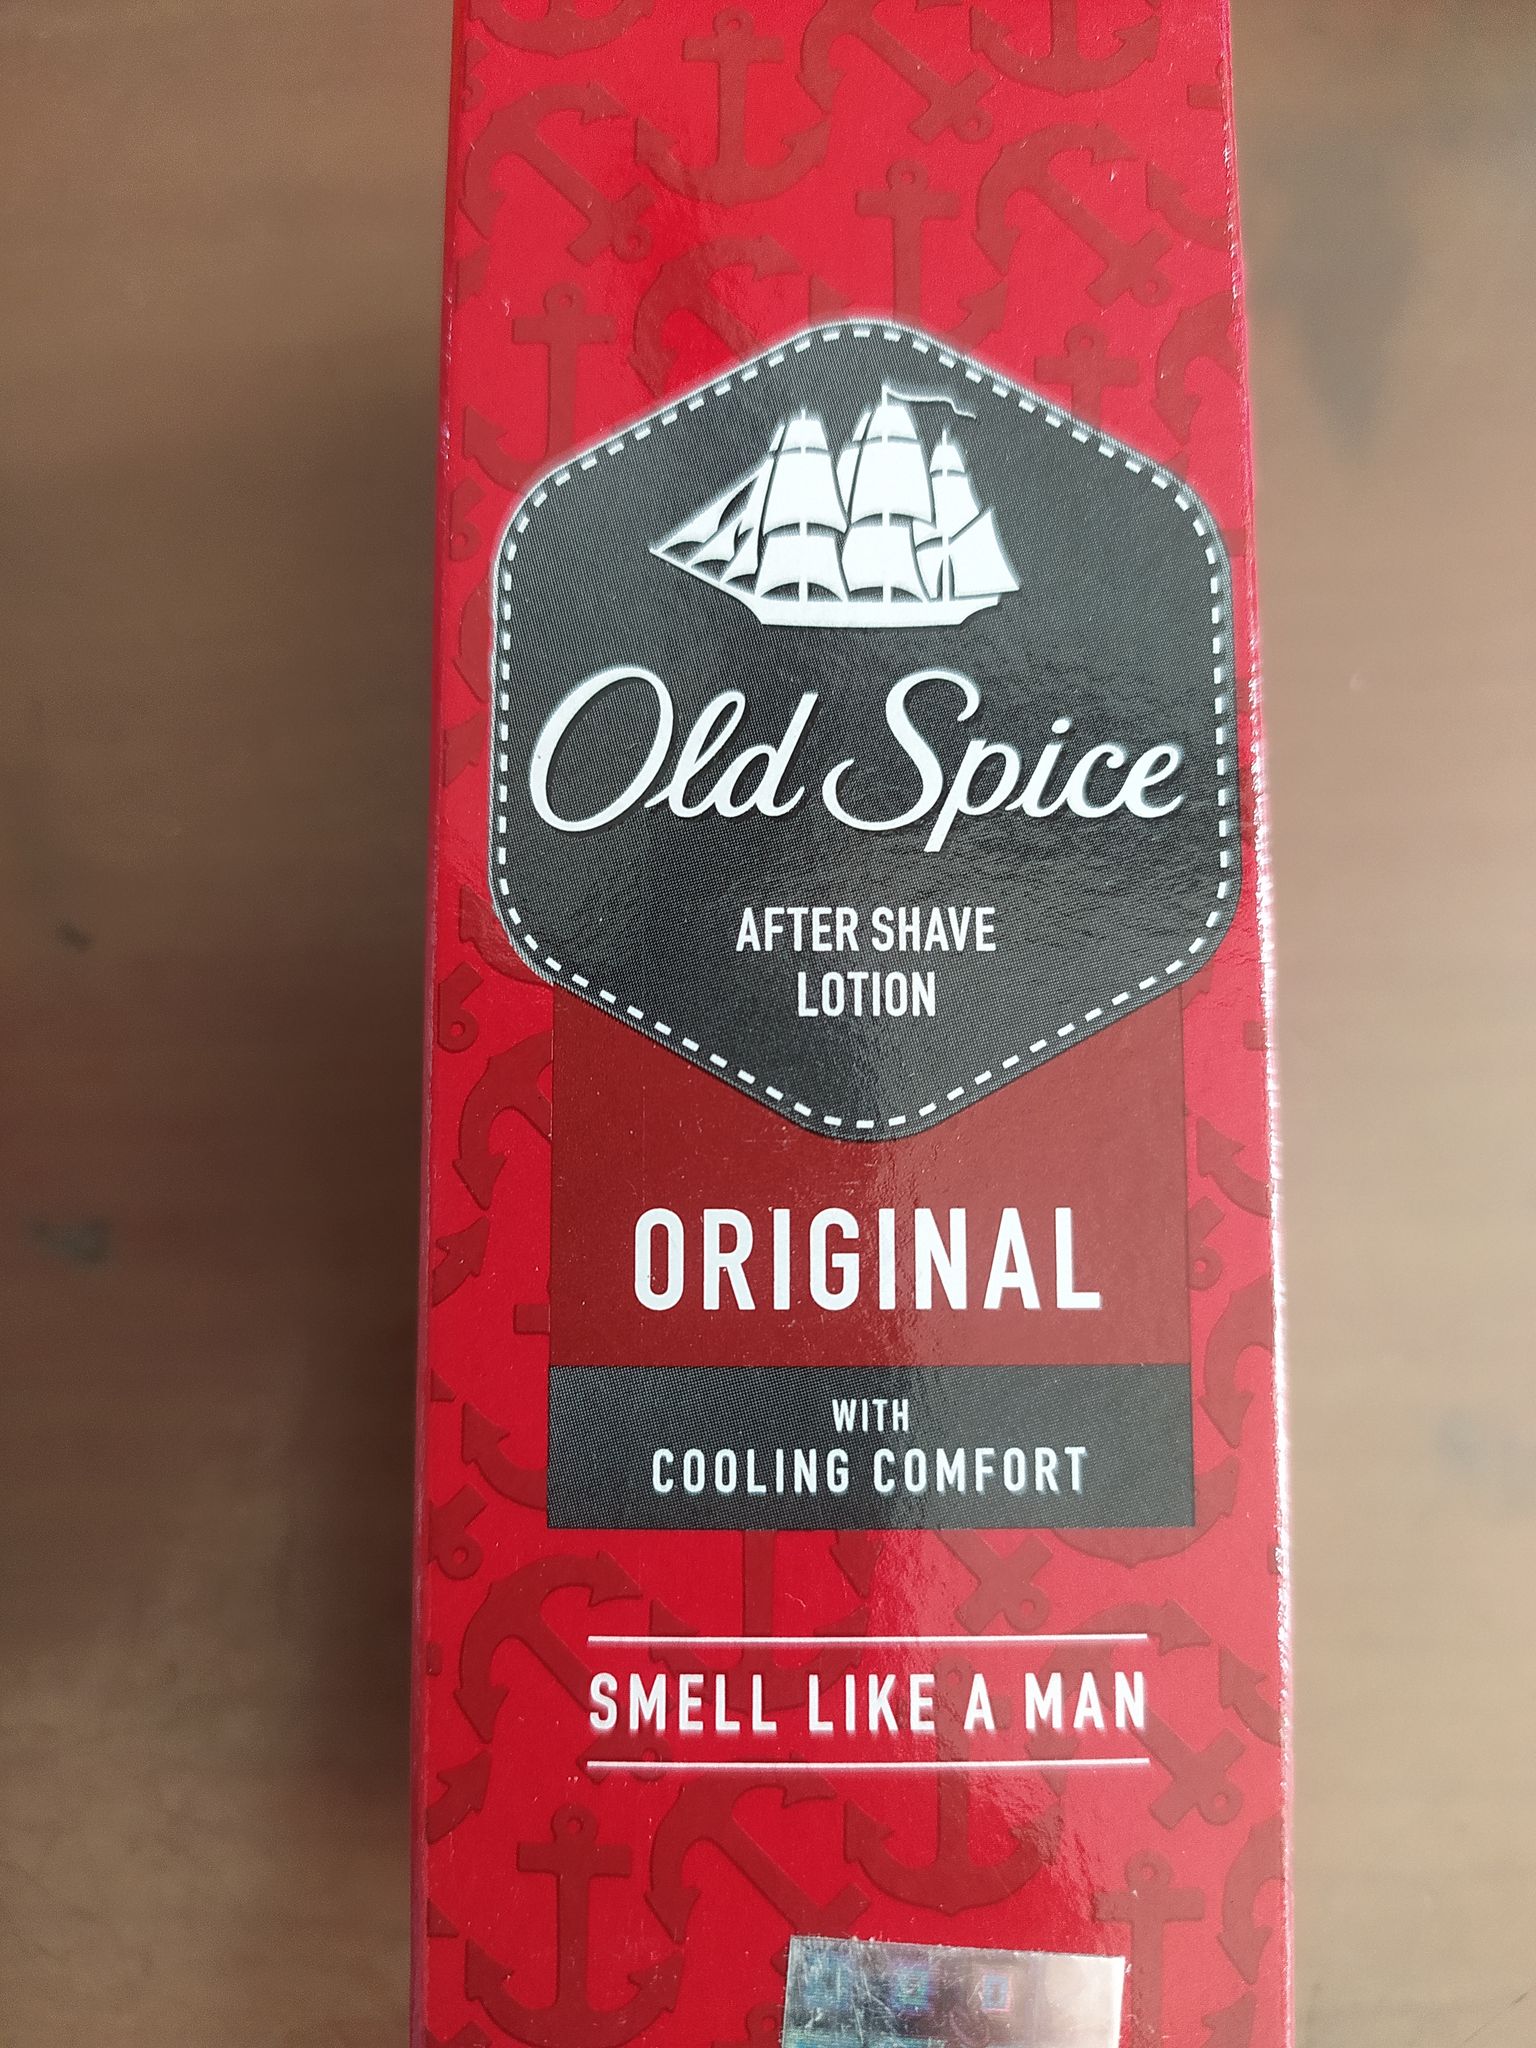 Old Spice
AFTER SHAVE
LOTION
ORIGINAL
WITH
COOLING COMFORT
SMELL LIKE A MAN